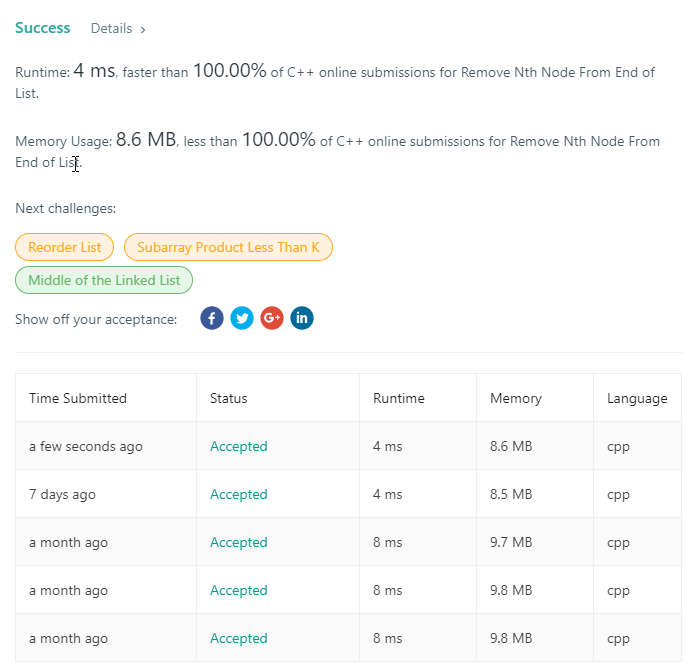 Success Details >
Runtime: 4 ms, faster than 100.00% of C++ online submissions for Remove Nth Node From End of
List.
Memory Usage: 8.6 MB, less than 100.00% of C++ online submissions for Remove Nth Node From
End of List.
Next challenges:
Reorder List Subarray Product Less Than K
Middle of the Linked List
Show off your acceptance: f G+ in
Time Submitted Status Runtime Memory Language
a few seconds ago Accepted 4 ms 8.6 MB cpp
7 days ago Accepted 4 ms 8.5 MB cpp
a month ago Accepted 8 ms 9.7 MB cpp
a month ago Accepted 8 ms 9.8 MB cpp
a month ago Accepted 8 ms 9.8 MB cpp